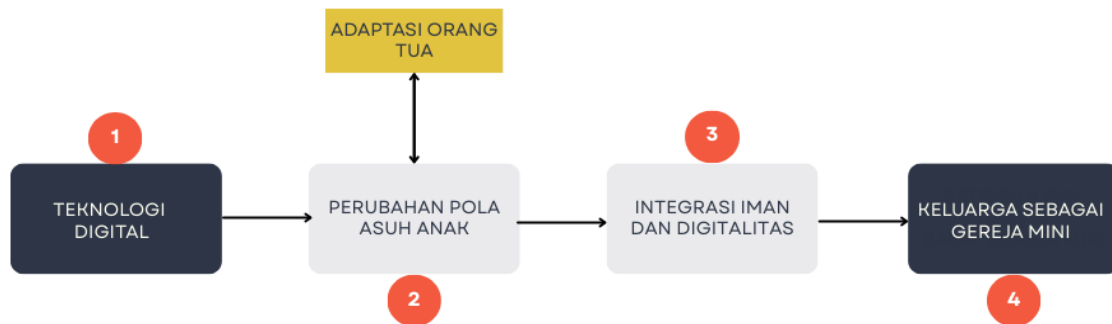 ADAPTASI ORANG
TUA
1
3
TEKNOLOGI
DIGITAL
PERUBAHAN POLA
ASUH ANAK
INTEGRASI IMAN
DAN DIGITALITAS
KELUARGA SEBAGAI
GEREJA MINI
2
4